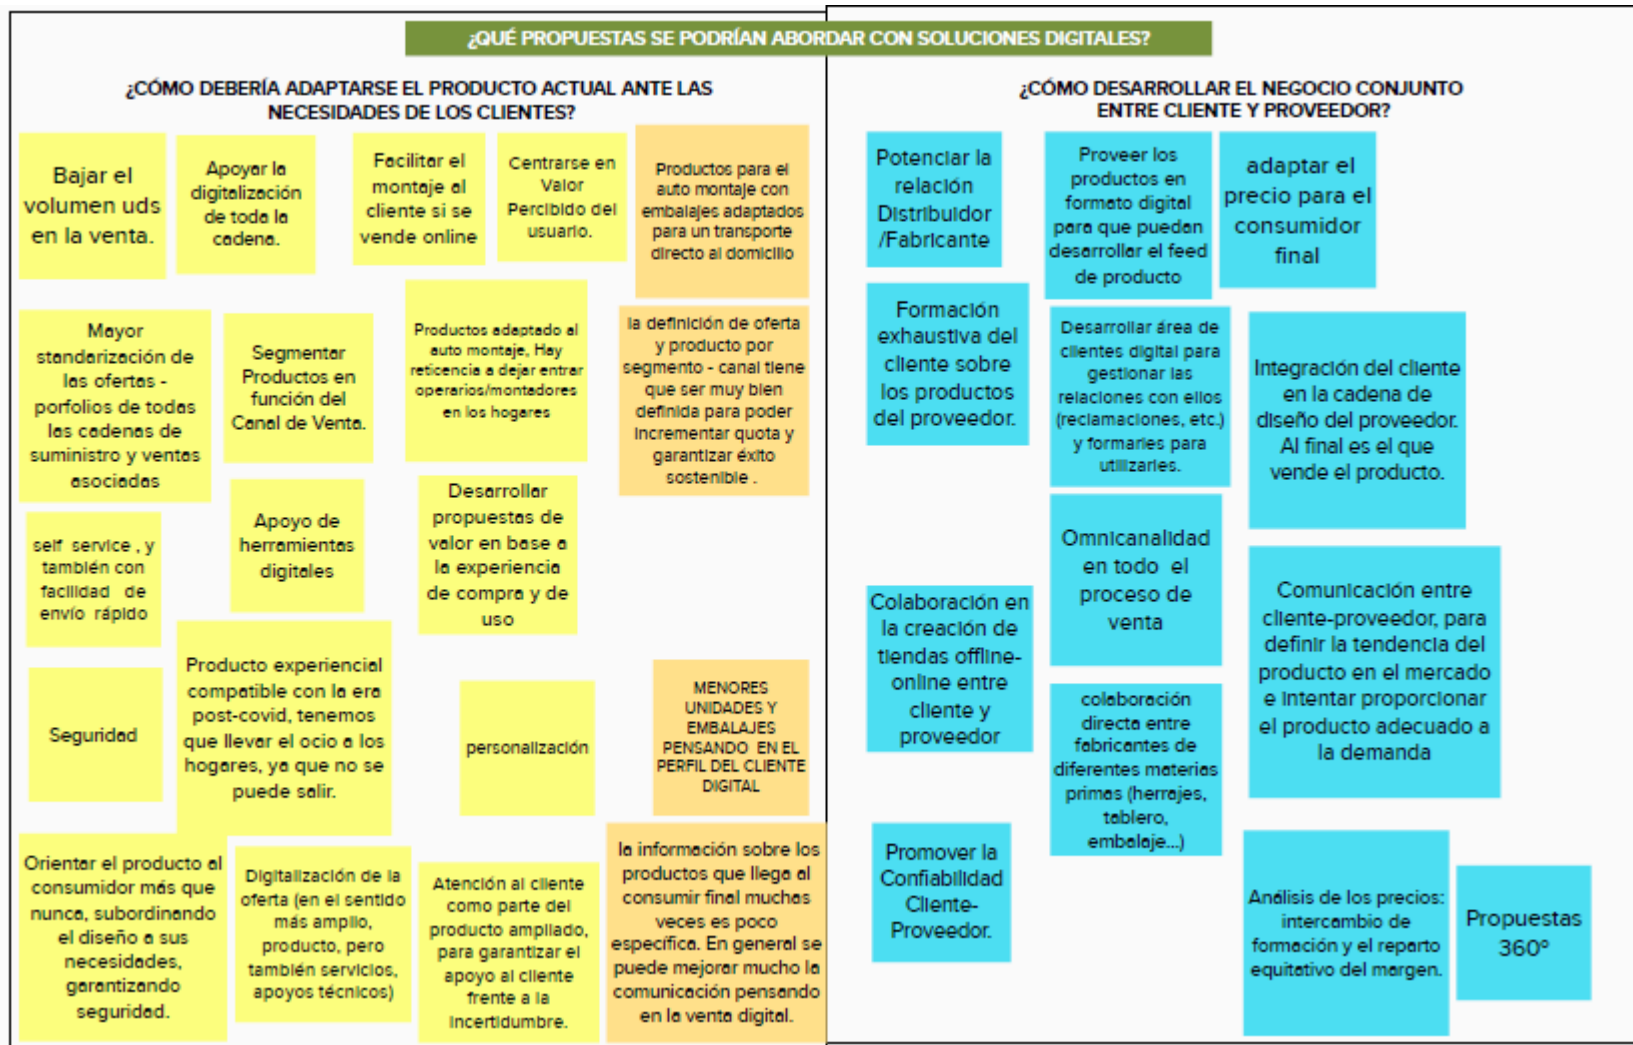 ¿QUÉ PROPUESTAS SE PODRÍAN ABORDAR CON SOLUCIONES DIGITALES?
¿CÓMO DEBERÍA ADAPTARSE EL PRODUCTO ACTUAL ANTE LAS
NECESIDADES DE LOS CLIENTES?
Bajar el
volumen uds
en la venta.
Apoyar la
digitalización
de toda la
cadena.
Facilitar el
montaje al
cliente si se
vende online
Centrarse en
Valor
Percibido del
usuario.
Productos para el
auto montaje con
embalajes adaptados
para un transporte
directo al domicilio
Mayor
standarización de
las ofertas -
porfolios de todas
las cadenas de
suministro y ventas
asociadas
Segmentar
Productos en
función del
Canal de Venta.
Productos adaptado al
auto montaje, Hay
reticencia a dejar entrar
operarios/montadores
en los hogares
la definición de oferta
y producto por
segmento - canal tiene
que ser muy bien
definida para poder
incrementar quota y
garantizar éxito
sostenible .
self service , y
también con
facilidad de
envío rápido
Apoyo de
herramientas
digitales
Desarrollar
propuestas de
valor en base a
la experiencia
de compra y de
uso
Seguridad
Producto experiencial
compatible con la era
post-covid, tenemos
que llevar el ocio a los
hogares, ya que no se
puede salir.
personalización
MENORES
UNIDADES Y
EMBALAJES
PENSANDO EN EL
PERFIL DEL CLIENTE
DIGITAL
Orientar el producto al
consumidor más que
nunca, subordinando
el diseño a sus
necesidades,
garantizando
seguridad.
Digitalización de la
oferta (en el sentido
más amplio,
producto, pero
también servicios,
apoyos técnicos)
Atención al cliente
como parte del
producto ampliado,
para garantizar el
apoyo al cliente
frente a la
incertidumbre.
la información sobre los
productos que llega al
consumir final muchas
veces es poco
específica. En general se
puede mejorar mucho la
comunicación pensando
en la venta digital.
¿CÓMO DESARROLLAR EL NEGOCIO CONJUNTO
ENTRE CLIENTE Y PROVEEDOR?
Potenciar la
relación
Distribuidor
/Fabricante
Proveer los
productos en
formato digital
para que puedan
desarrollar el feed
de producto
adaptar el
precio para el
consumidor
final
Formación
exhaustiva del
cliente sobre
los productos
del proveedor.
Desarrollar área de
clientes digital para
gestionar las
relaciones con ellos
(reclamaciones, etc.)
y formarles para
utilizarles.
Integración del cliente
en la cadena de
diseño del proveedor.
Al final es el que
vende el producto.
Omnicanalidad
en todo el
proceso de
venta
Colaboración en
la creación de
tiendas offline-
online entre
cliente y
proveedor
Comunicación entre
cliente-proveedor, para
definir la tendencia del
producto en el mercado
e intentar proporcionar
el producto adecuado a
la demanda
colaboración
directa entre
fabricantes de
diferentes materias
primas (herrajes,
tablero,
embalaje...)
Promover la
Confiabilidad
Cliente-
Proveedor.
Análisis de los precios:
intercambio de
formación y el reparto
equitativo del margen.
Propuestas
360º